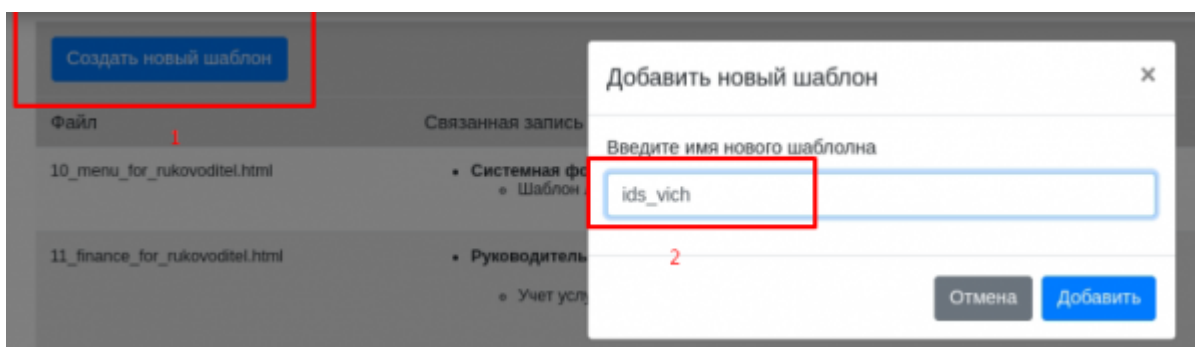 Создать новый шаблон
Добавить новый шаблон ×
Файл Связанная запись
1
Введите имя нового шаблолна
10_menu_for_rukovoditel.html • Системная фо
◦ Шаблон
ids_vich
11_finance_for_rukovoditel.html • Руководитель
2
◦ Учет усл
Отмена Добавить